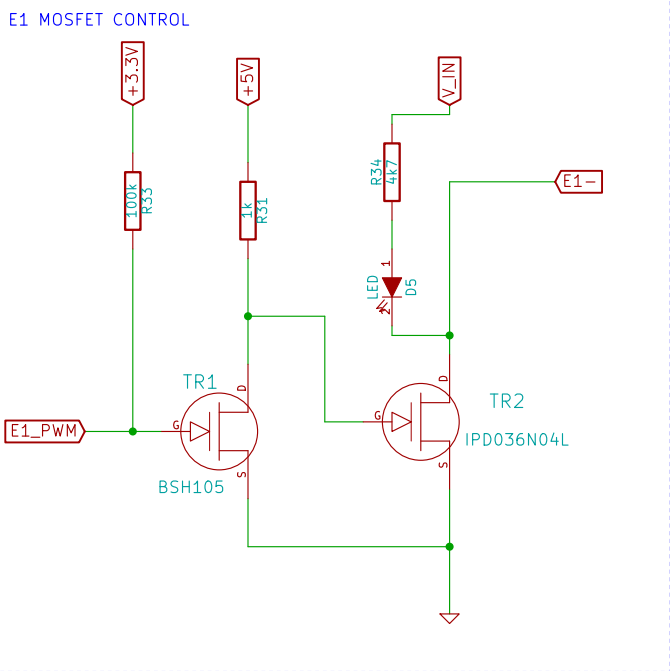 E1 MOSFET CONTROL
+3.3V
+5V
V_IN
100k
R33
1k
R31
R34
4k7
E1-
1
LED
D5
2
TR1
D
G
S
BSH105
E1_PWM
TR2
D
G
S
IPD036N04L